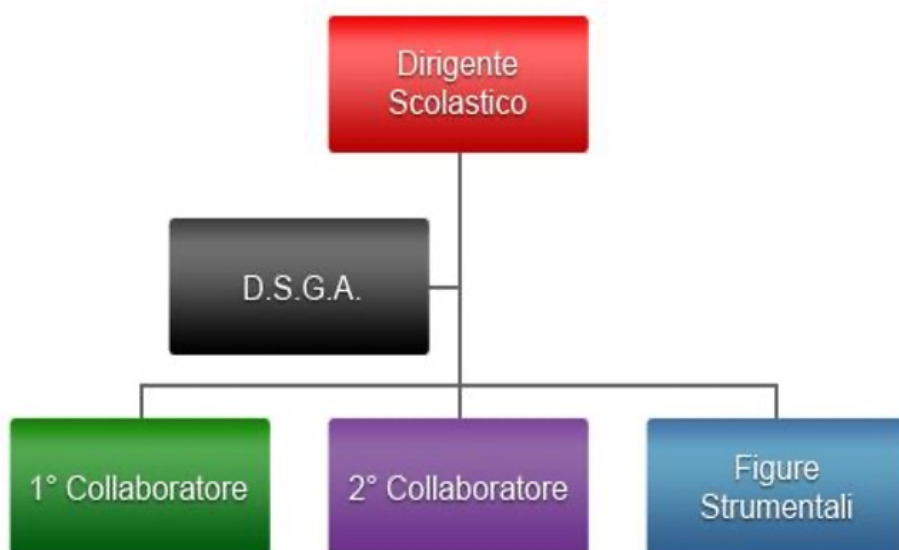 Dirigente
Scolastico
D.S.G.A.
1° Collaboratore
2° Collaboratore
Figure
Strumentali